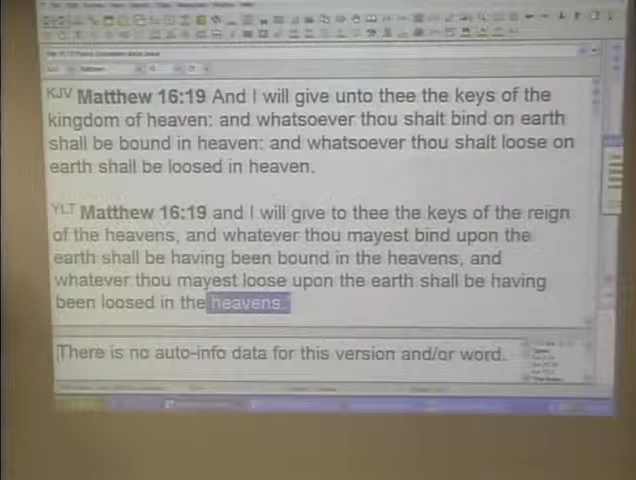 KJV Matthew 16:19 And I will give unto thee the keys of the
kingdom of heaven: and whatsoever thou shalt bind on earth
shall be bound in heaven: and whatsoever thou shalt loose on
earth shall be loosed in heaven.
YLT Matthew 16:19 and I will give to thee the keys of the reign
of the heavens, and whatever thou mayest bind upon the
earth shall be having been bound in the heavens, and
whatever thou mayest loose upon the earth shall be having
been loosed in the heavens.'
There is no auto-info data for this version and/or word.